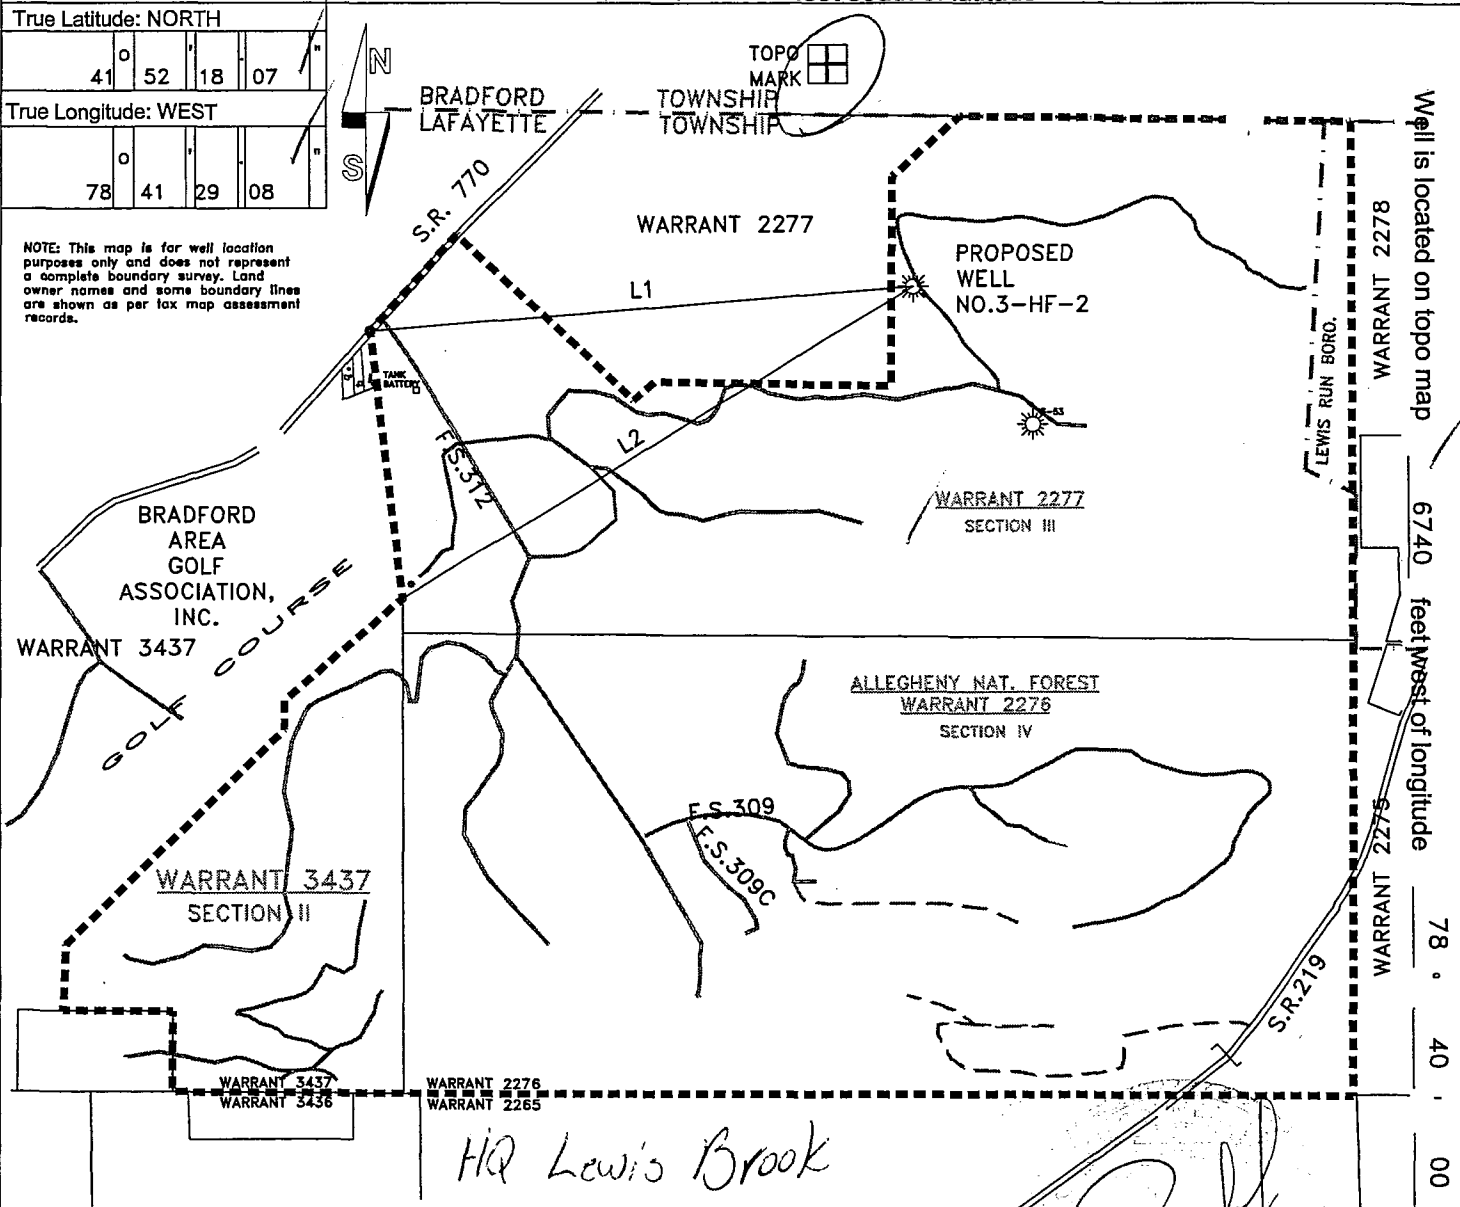 True Latitude: NORTH
41 o 52 ' 18 . 07 "
True Longitude: WEST
78 o 41 ' 29 . 08 "
N
S
NOTE: This map is for well location
purposes only and does not represent
a complete boundary survey. Land
owner names and some boundary lines
are shown as per tax map assessment
records.
TOPO
MARK
BRADFORD TOWNSHIP
LAFAYETTE TOWNSHIP
S.R. 770
WARRANT 2277
L1
PROPOSED
WELL
NO.3-HF-2
TANK
BATTERY
F.S.312
L2
WARRANT 2277
SECTION III
LEWIS RUN BORO.
WARRANT 2278
Well is located on topo map 6740 feet west of longitude 78 ° 40 ' 00
BRADFORD
AREA
GOLF
ASSOCIATION,
INC.
WARRANT 3437
GOLF COURSE
ALLEGHENY NAT. FOREST
WARRANT 2276
SECTION IV
F.S.309
F.S.309C
WARRANT 2275
WARRANT 3437
SECTION II
S.R.219
WARRANT 3437
WARRANT 3436
WARRANT 2276
WARRANT 2265
HQ Lewis Brook